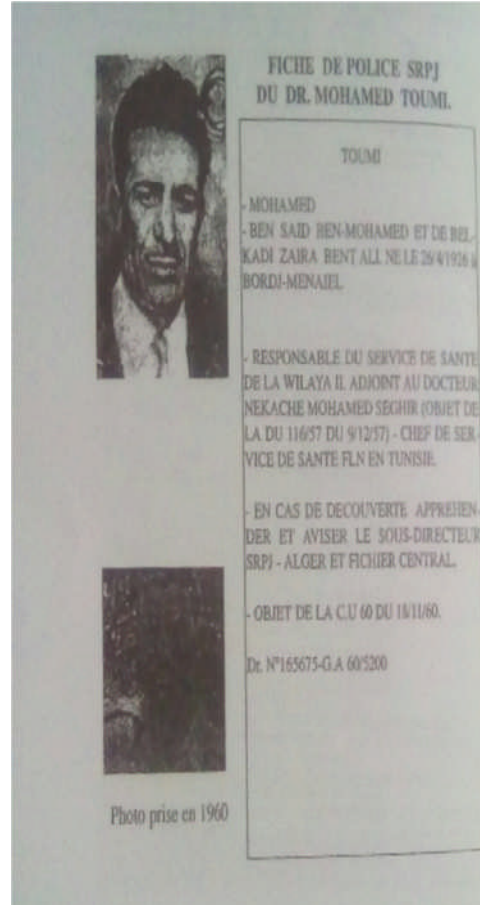 FICHE DE POLICE SRPJ
DU DR. MOHAMED TOUMI.
TOUMI
- MOHAMED
- BEN SAID BEN-MOHAMED ET DE BEL-
KADI ZAIRA BENT ALI. NE LE 26/4/1926 à
BORDJ-MENAIEL.
- RESPONSABLE DU SERVICE DE SANTE
DE LA WILAYA II. ADJOINT AU DOCTEUR
NEKACHE MOHAMED SEGHIR (OBJET DE
LA DU 116/57 DU 9/12/57) - CHEF DE SER-
VICE DE SANTE FLN EN TUNISIE.
- EN CAS DE DECOUVERTE APPREHEN-
DER ET AVISER LE SOUS-DIRECTEUR
SRPJ - ALGER ET FICHIER CENTRAL.
- OBJET DE LA C.U 60 DU 18/11/60.
Dr. N°165675-G.A 60/5200
Photo prise en 1960